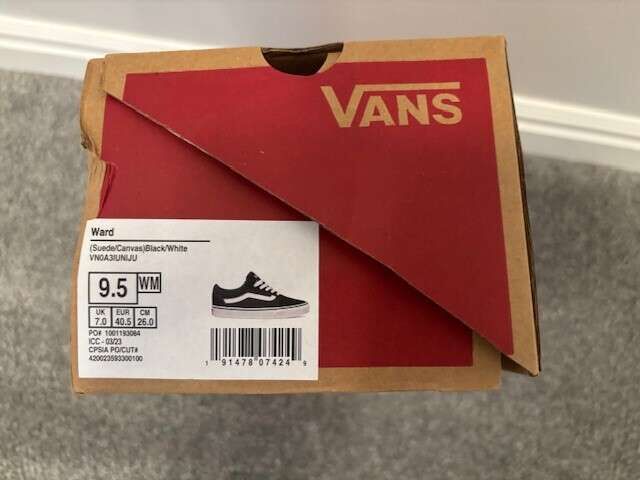 VANS
Ward
(Suede/Canvas)Black/White
VN0A3IUNIJU
9.5 WM
UK EUR CM
7.0 40.5 26.0
PO# 1001193084
ICC - 03/23
CPSIA PO/CUT#
420023593300100
1 91478 07424 9